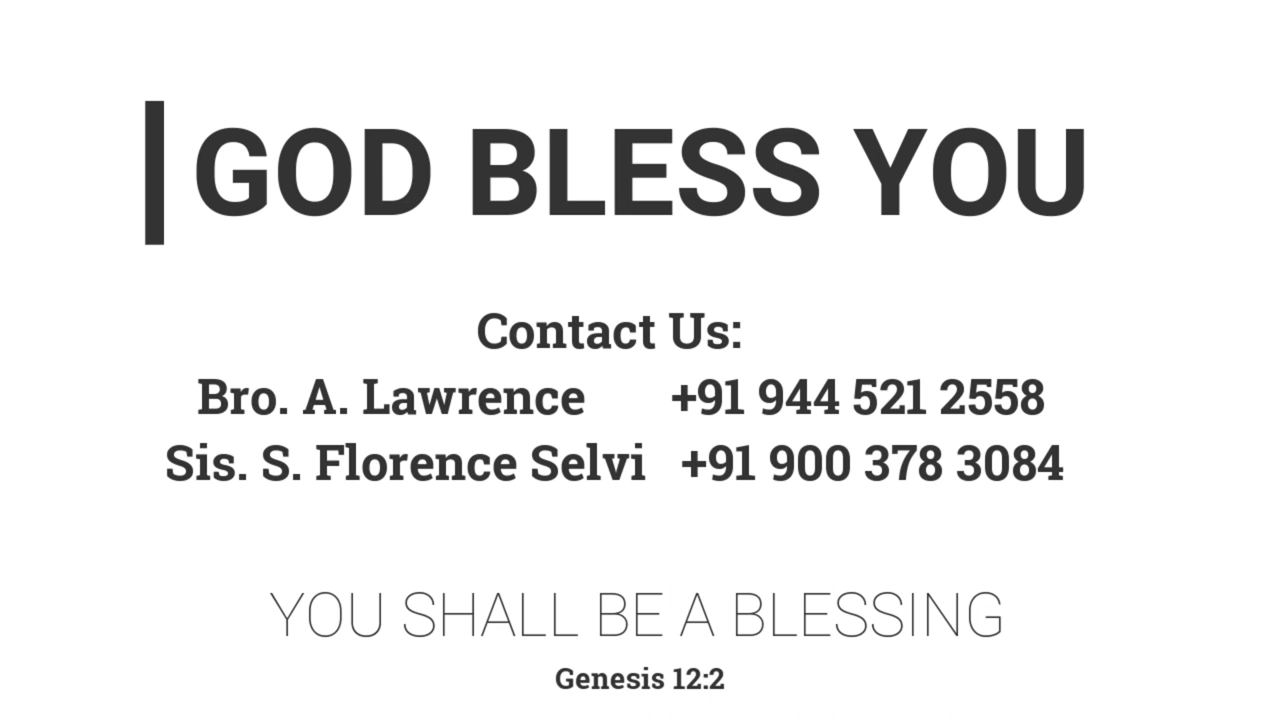 GOD BLESS YOU
Contact Us:
Bro. A. Lawrence +91 944 521 2558
Sis. S. Florence Selvi +91 900 378 3084
YOU SHALL BE A BLESSING
Genesis 12:2